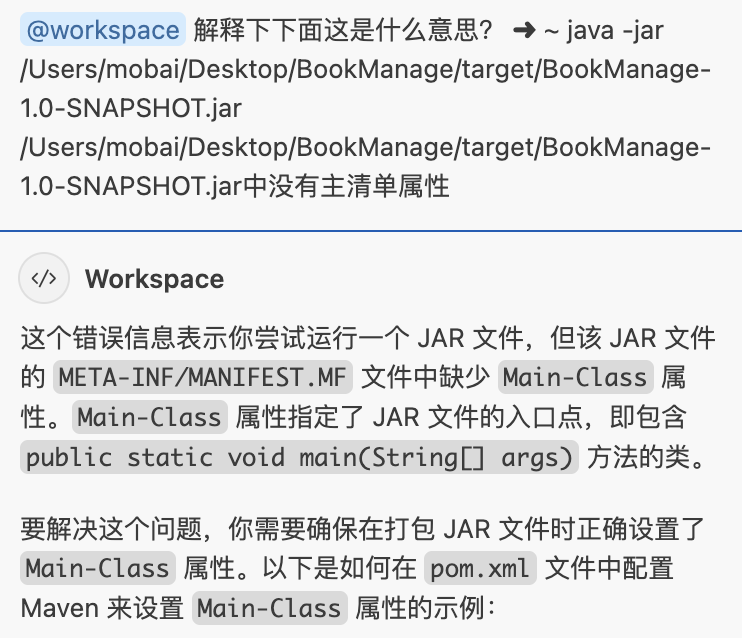 @workspace 解释下下面这是什么意思？ ➜ ~ java -jar
/Users/mobai/Desktop/BookManage/target/BookManage-
1.0-SNAPSHOT.jar
/Users/mobai/Desktop/BookManage/target/BookManage-
1.0-SNAPSHOT.jar中没有主清单属性
Workspace
这个错误信息表示你尝试运行一个 JAR 文件，但该 JAR 文件
的 META-INF/MANIFEST.MF 文件中缺少 Main-Class 属
性。Main-Class 属性指定了 JAR 文件的入口点，即包含
public static void main(String[] args) 方法的类。
要解决这个问题，你需要确保在打包 JAR 文件时正确设置了
Main-Class 属性。以下是如何在 pom.xml 文件中配置
Maven 来设置 Main-Class 属性的示例：